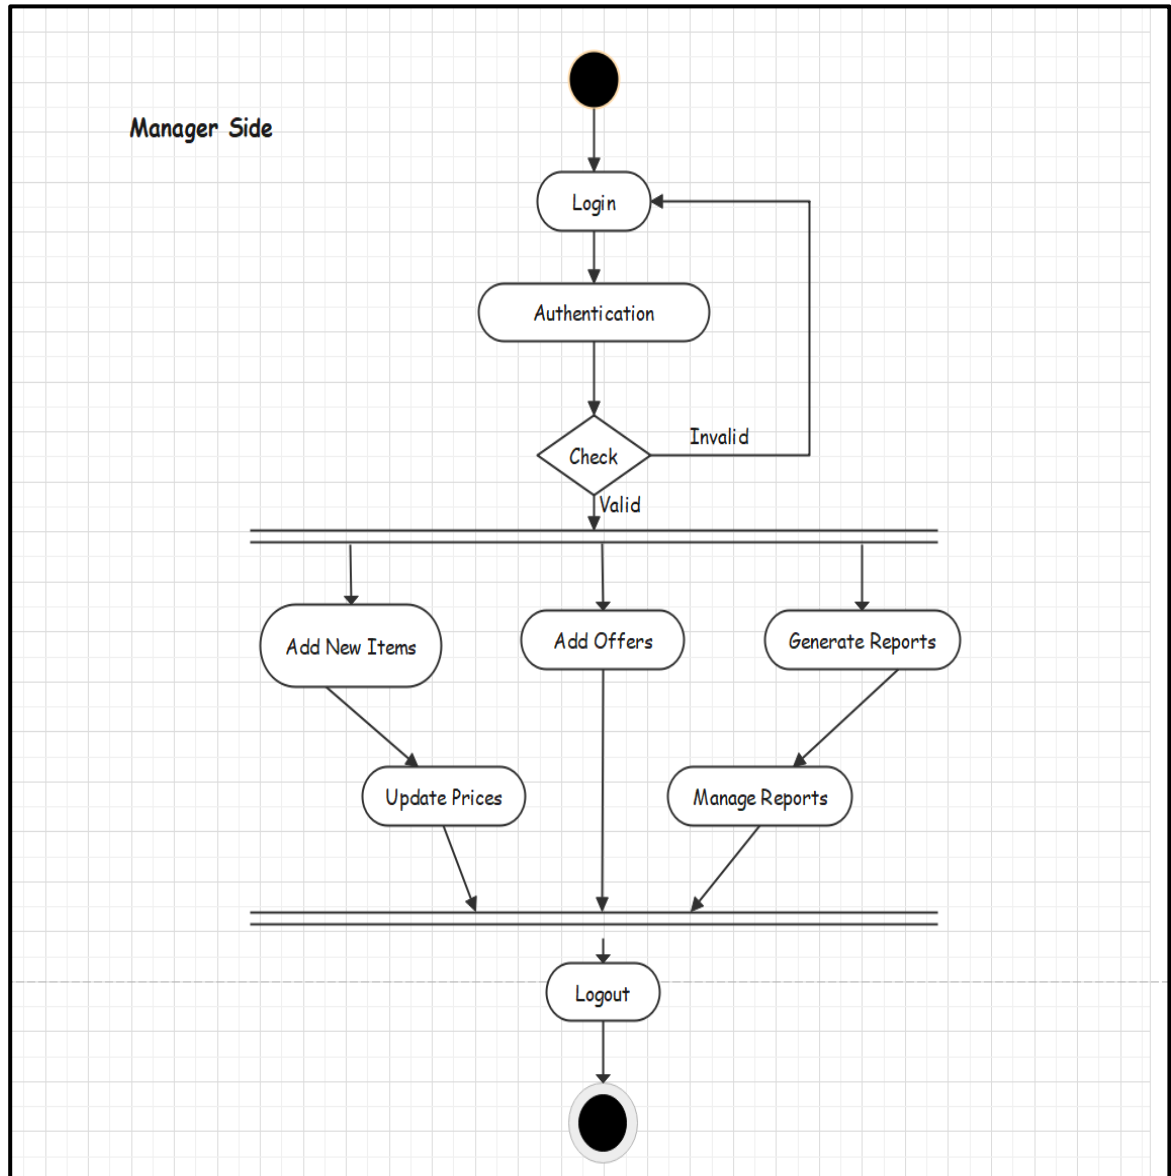 Manager Side
Login
Authentication
Check
Invalid
Valid
Add New Items
Add Offers
Generate Reports
Update Prices
Manage Reports
Logout